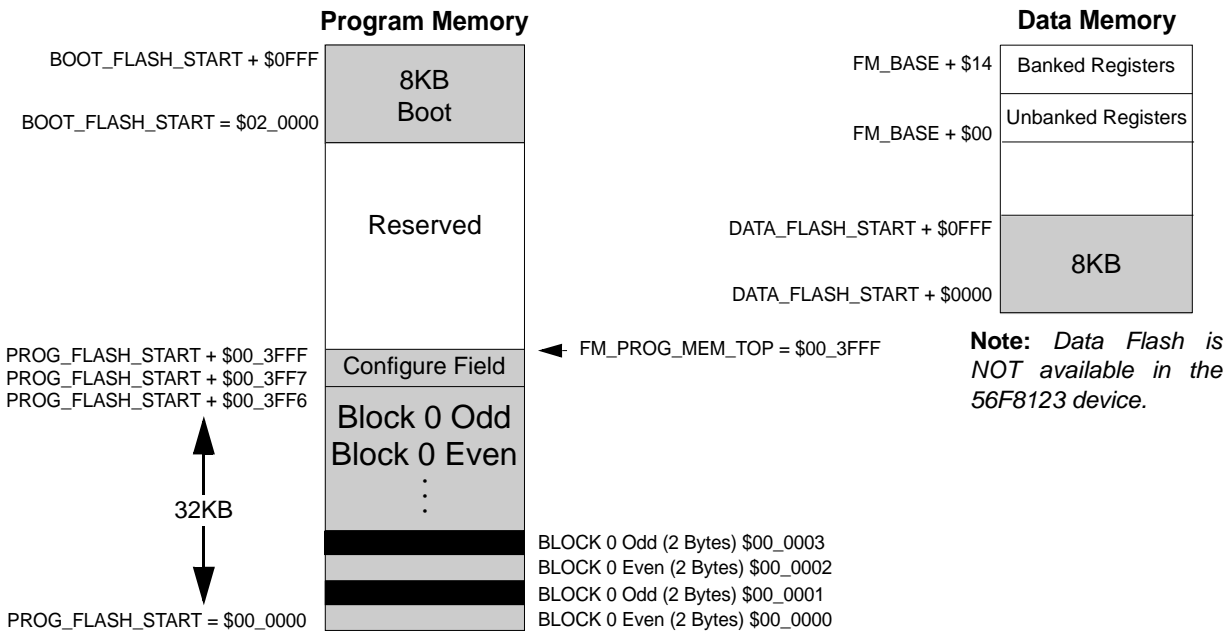 Program Memory
BOOT_FLASH_START + $0FFF
8KB
Boot
BOOT_FLASH_START = $02_0000
Reserved
PROG_FLASH_START + $00_3FFF
FM_PROG_MEM_TOP = $00_3FFF
Configure Field
PROG_FLASH_START + $00_3FF7
PROG_FLASH_START + $00_3FF6
Block 0 Odd
Block 0 Even
32KB
BLOCK 0 Odd (2 Bytes) $00_0003
BLOCK 0 Even (2 Bytes) $00_0002
BLOCK 0 Odd (2 Bytes) $00_0001
PROG_FLASH_START = $00_0000
BLOCK 0 Even (2 Bytes) $00_0000
Data Memory
FM_BASE + $14
Banked Registers
Unbanked Registers
FM_BASE + $00
DATA_FLASH_START + $0FFF
8KB
DATA_FLASH_START + $0000
Note: Data Flash is
NOT available in the
56F8123 device.